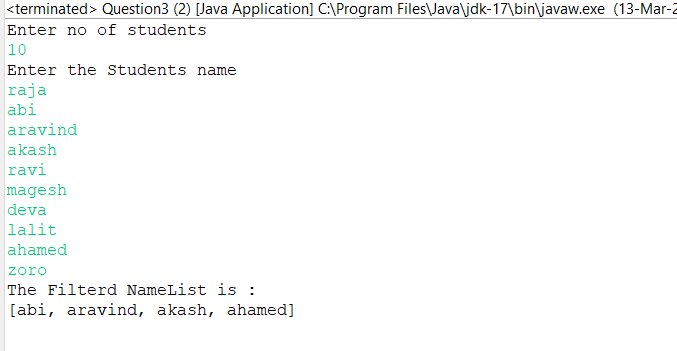 <terminated> Question3 (2) [Java Application] C:\Program Files\Java\jdk-17\bin\javaw.exe (13-Mar-2
Enter no of students
10
Enter the Students name
raja
abi
aravind
akash
ravi
magesh
deva
lalit
ahamed
zoro
The Filterd NameList is :
[abi, aravind, akash, ahamed]